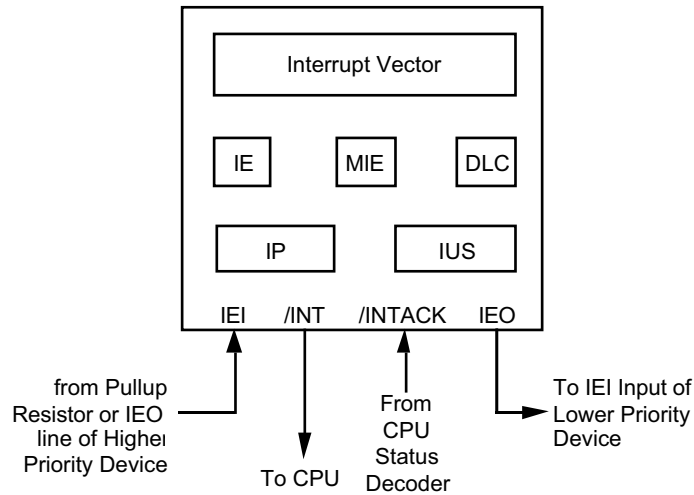 Interrupt Vector
IE MIE DLC
IP IUS
IEI /INT /INTACK IEO
from Pullup
Resistor or IEO
line of Higher
Priority Device
To CPU
From
CPU
Status
Decoder
To IEI Input of
Lower Priority
Device